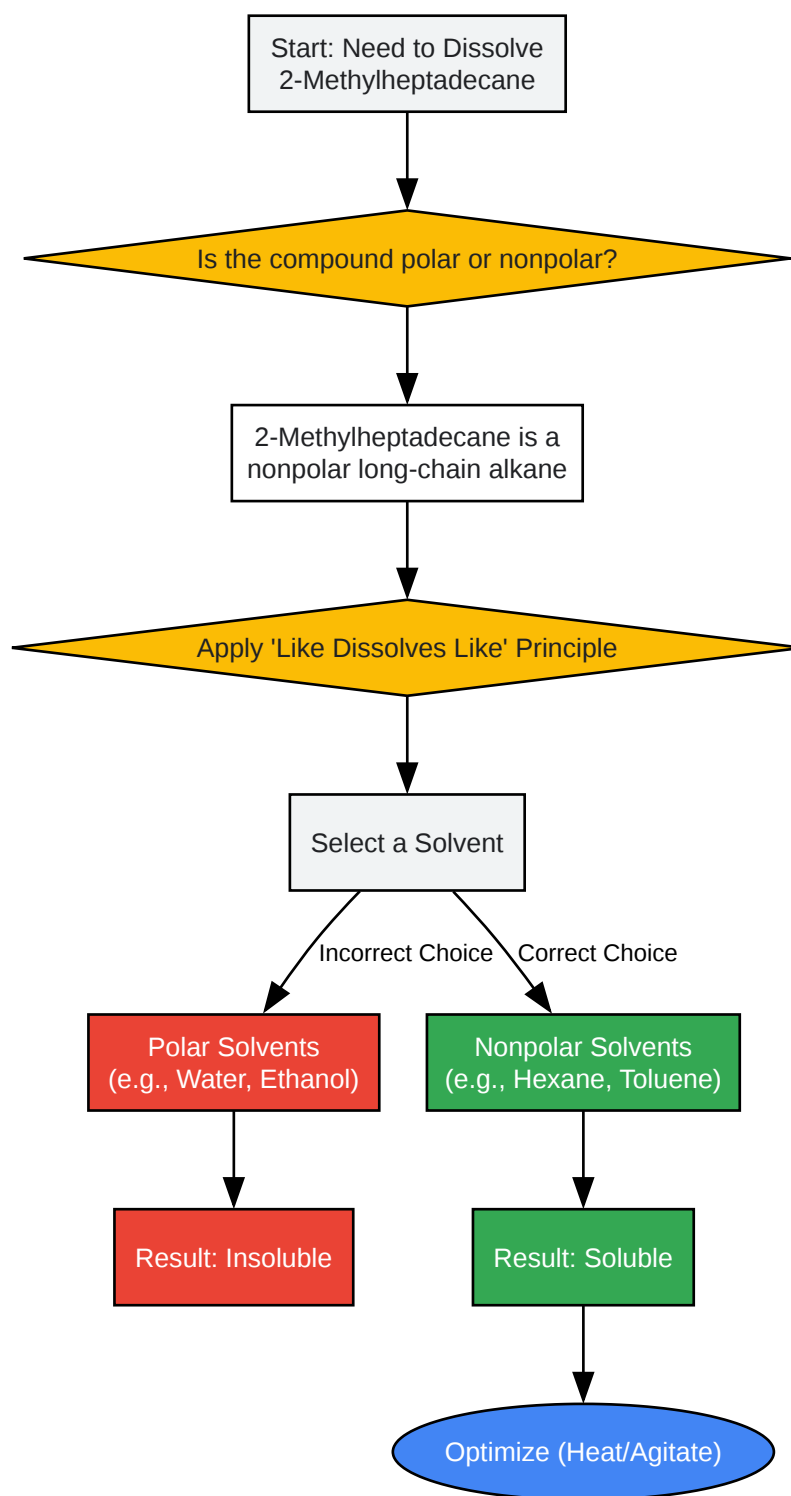 Start: Need to Dissolve
2-Methylheptadecane
Is the compound polar or nonpolar?
2-Methylheptadecane is a
nonpolar long-chain alkane
Apply 'Like Dissolves Like' Principle
Select a Solvent
Incorrect Choice
Correct Choice
Polar Solvents
(e.g., Water, Ethanol)
Nonpolar Solvents
(e.g., Hexane, Toluene)
Result: Insoluble
Result: Soluble
Optimize (Heat/Agitate)